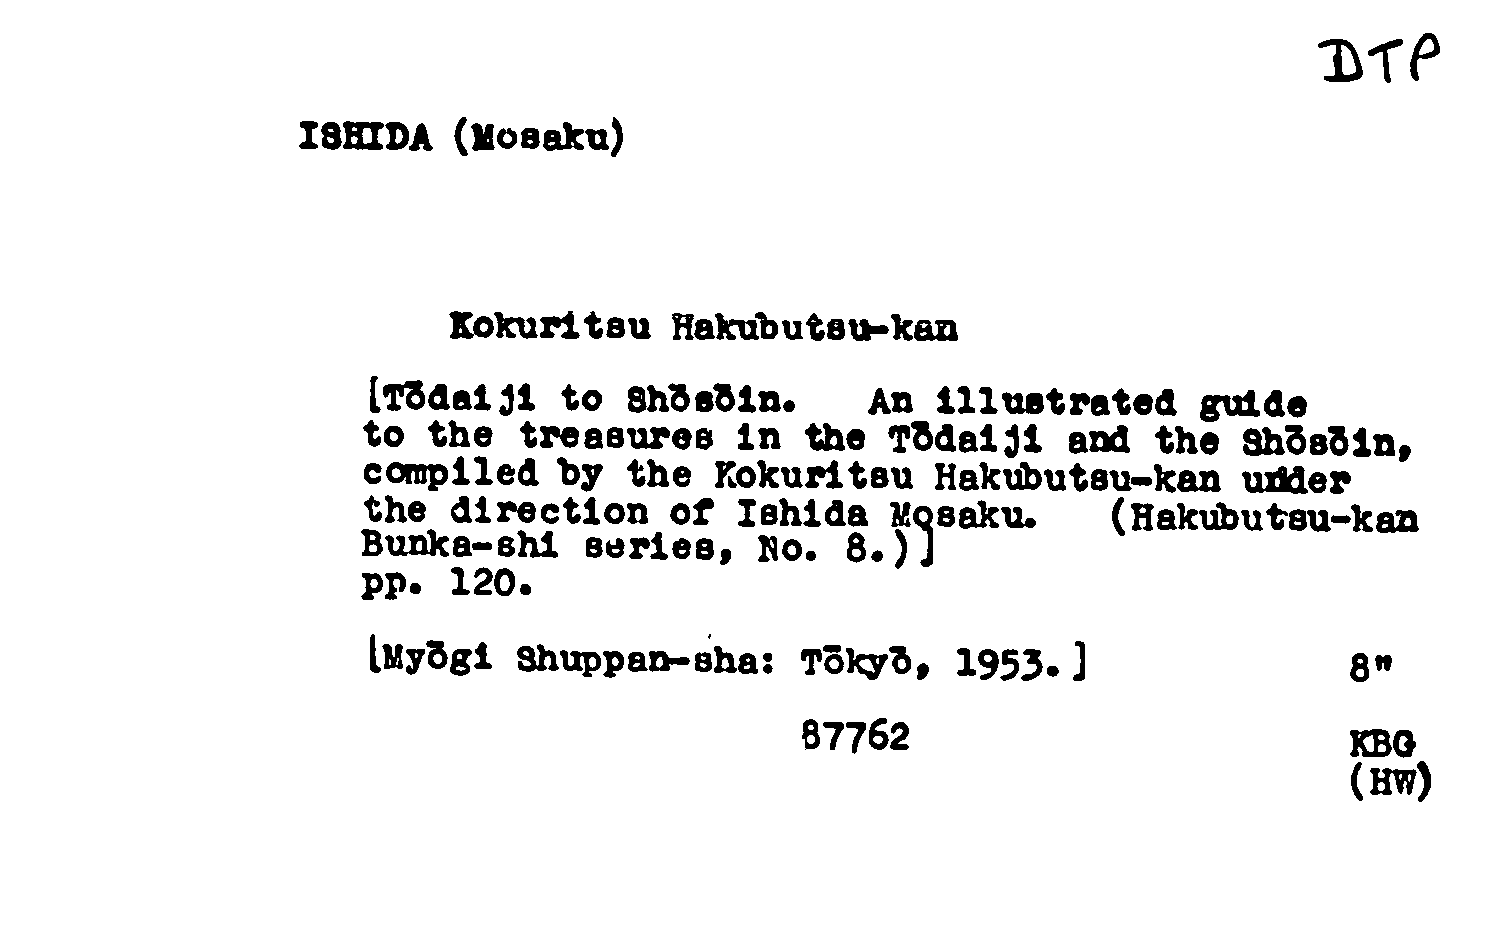 DTP
ISHIDA (Mosaku)
Kokuritsu Hakubutsu-kan
[Tōdaiji to Shōsōin. An illustrated guide
to the treasures in the Tōdaiji and the Shōsōin,
compiled by the Kokuritsu Hakubutsu-kan under
the direction of Ishida Mosaku. (Hakubutsu-kan
Bunka-shi series, No. 8.)]
pp. 120.
[Myōgi Shuppan-sha: Tōkyō, 1953.] 8"
87762 KBG
(HW)